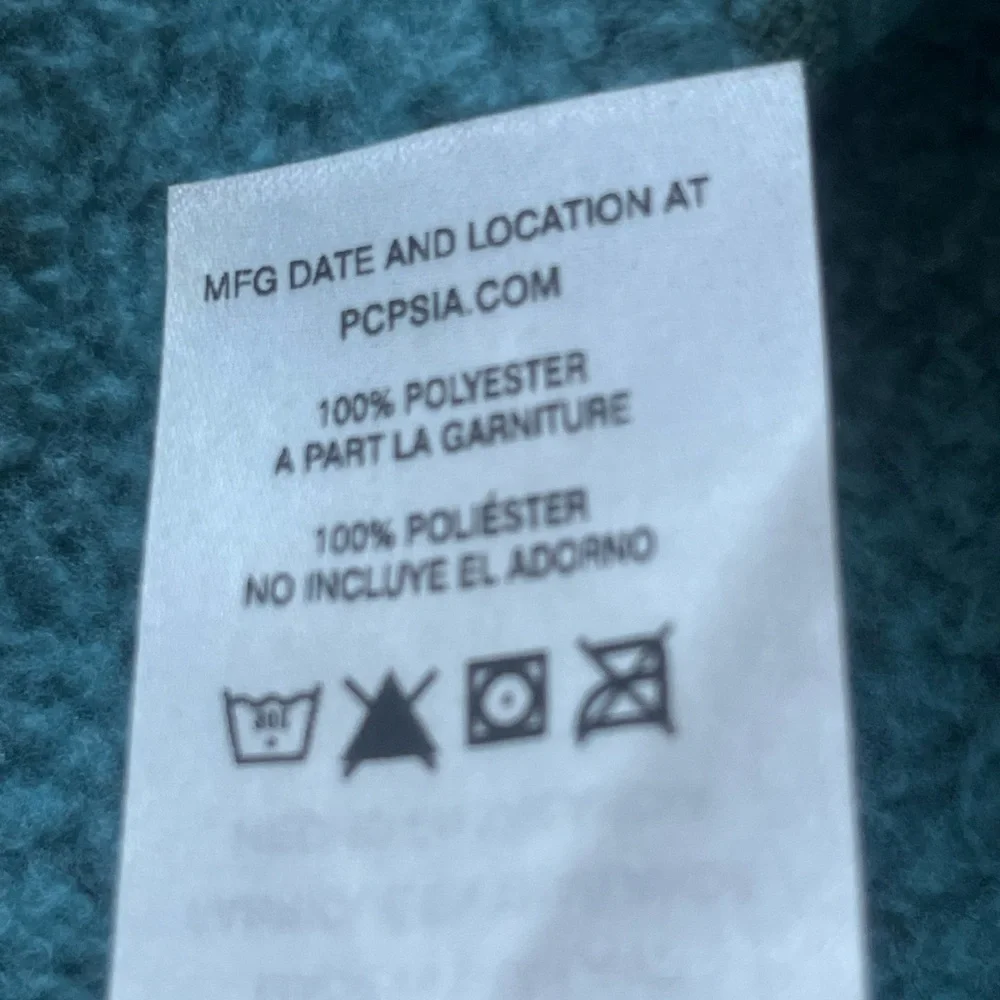 MFG DATE AND LOCATION AT
PCPSIA.COM
100% POLYESTER
A PART LA GARNITURE
100% POLIÉSTER
NO INCLUYE EL ADORNO